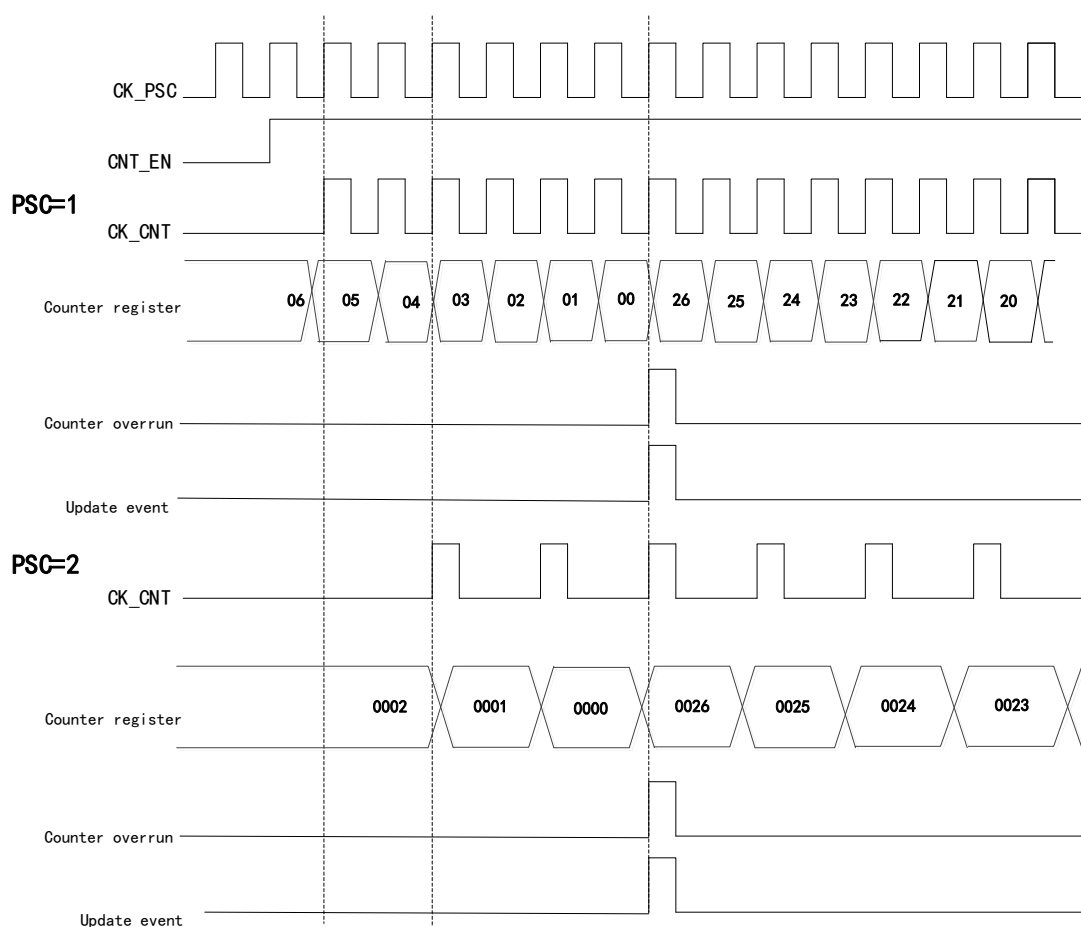 CK_PSC
CNT_EN
PSC=1
CK_CNT
Counter register 06 05 04 03 02 01 00 26 25 24 23 22 21 20
Counter overrun
Update event
PSC=2
CK_CNT
Counter register 0002 0001 0000 0026 0025 0024 0023
Counter overrun
Update event